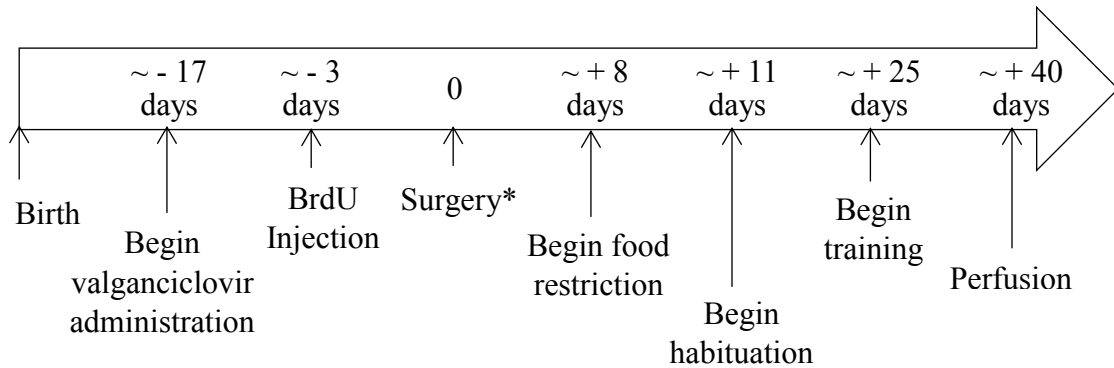 ~ - 17
days
~ - 3
days
0
~ + 8
days
~ + 11
days
~ + 25
days
~ + 40
days
Birth
Begin
valganciclovir
administration
BrdU
Injection
Surgery*
Begin food
restriction
Begin
habituation
Begin
training
Perfusion